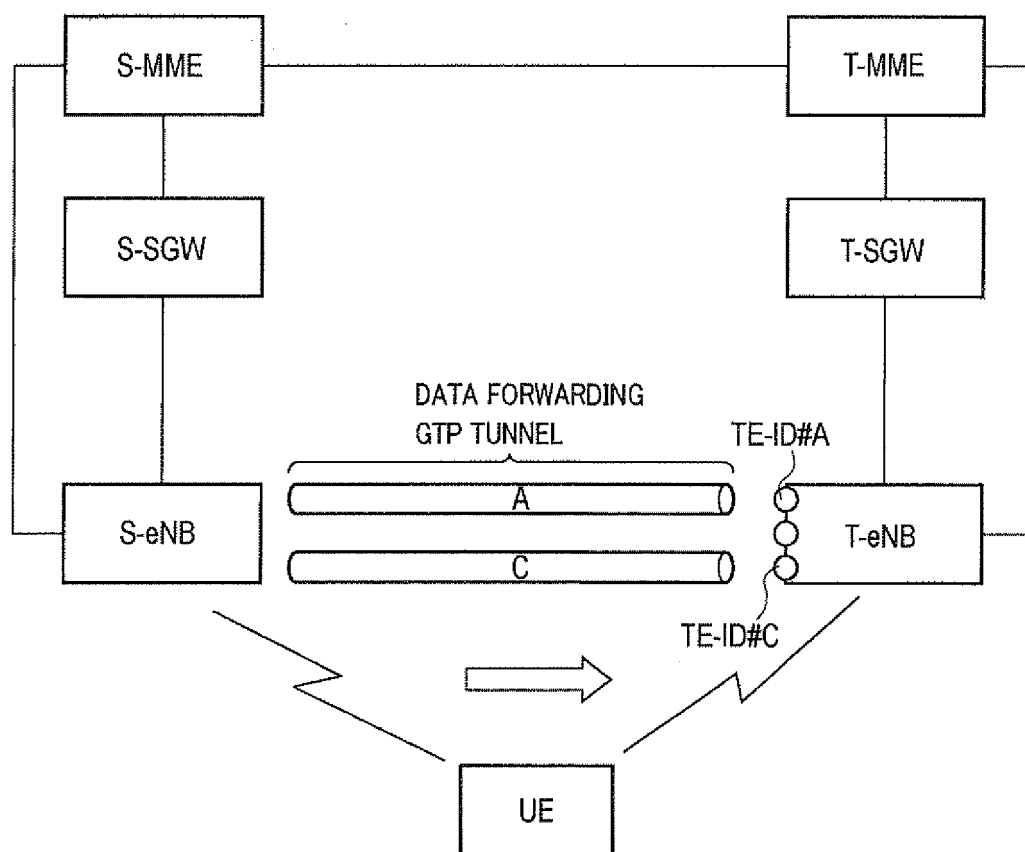 S-MME
T-MME
S-SGW
T-SGW
DATA FORWARDING
GTP TUNNEL
TE-ID#A
A
S-eNB
T-eNB
C
TE-ID#C
UE